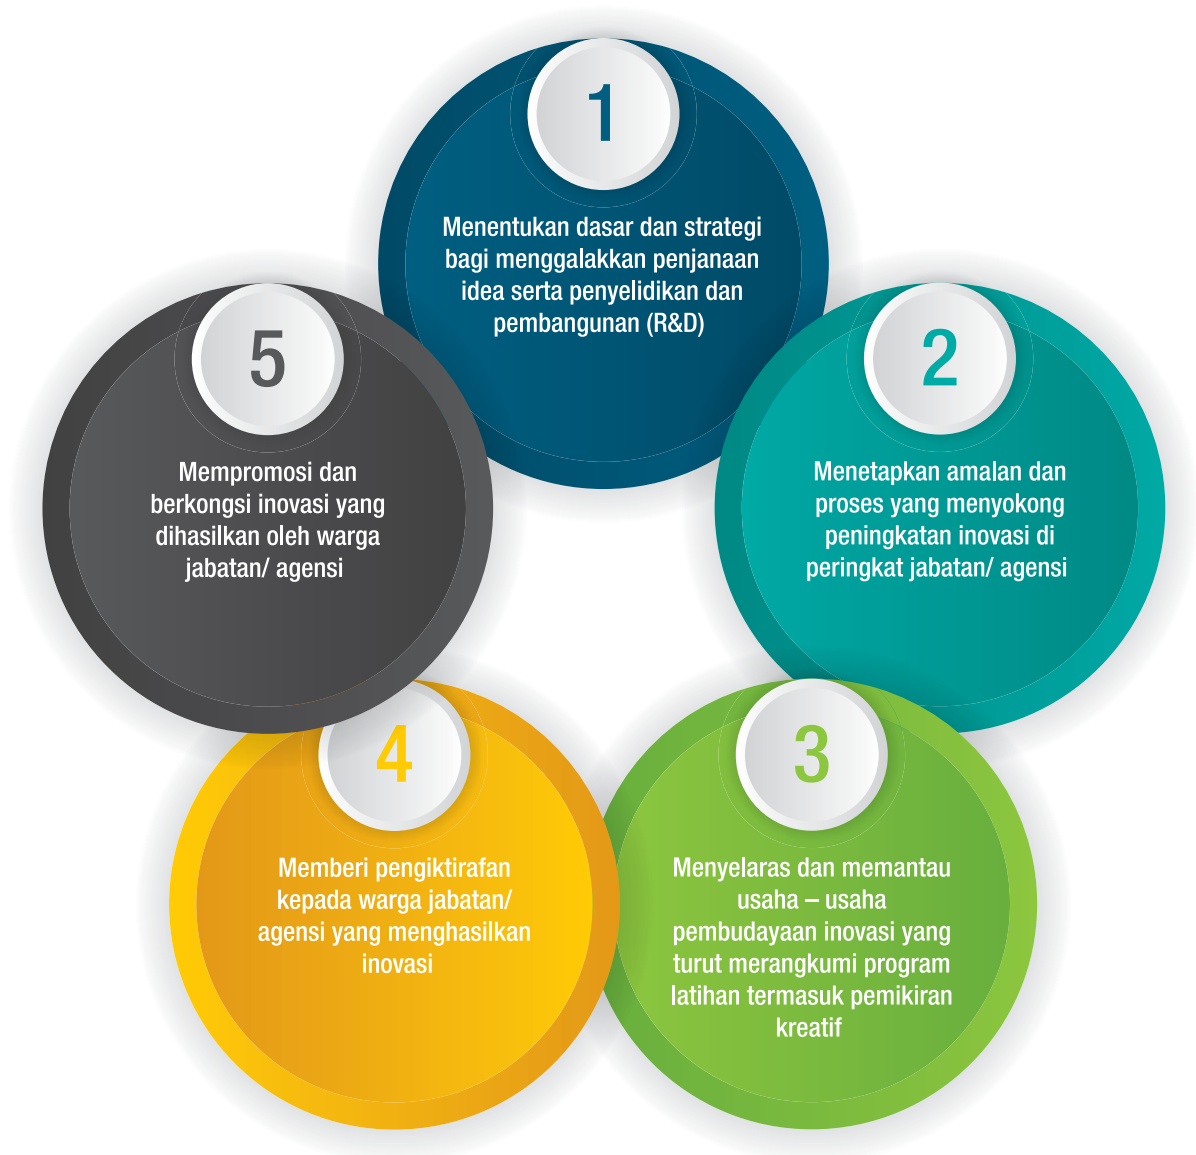 1
Menentukan dasar dan strategi
bagi menggalakkan penjanaan
idea serta penyelidikan dan
pembangunan (R&D)
2
Menetapkan amalan dan
proses yang menyokong
peningkatan inovasi di
peringkat jabatan/ agensi
3
Menyelaras dan memantau
usaha – usaha
pembudayaan inovasi yang
turut merangkumi program
latihan termasuk pemikiran
kreatif
4
Memberi pengiktirafan
kepada warga jabatan/
agensi yang menghasilkan
inovasi
5
Mempromosi dan
berkongsi inovasi yang
dihasilkan oleh warga
jabatan/ agensi